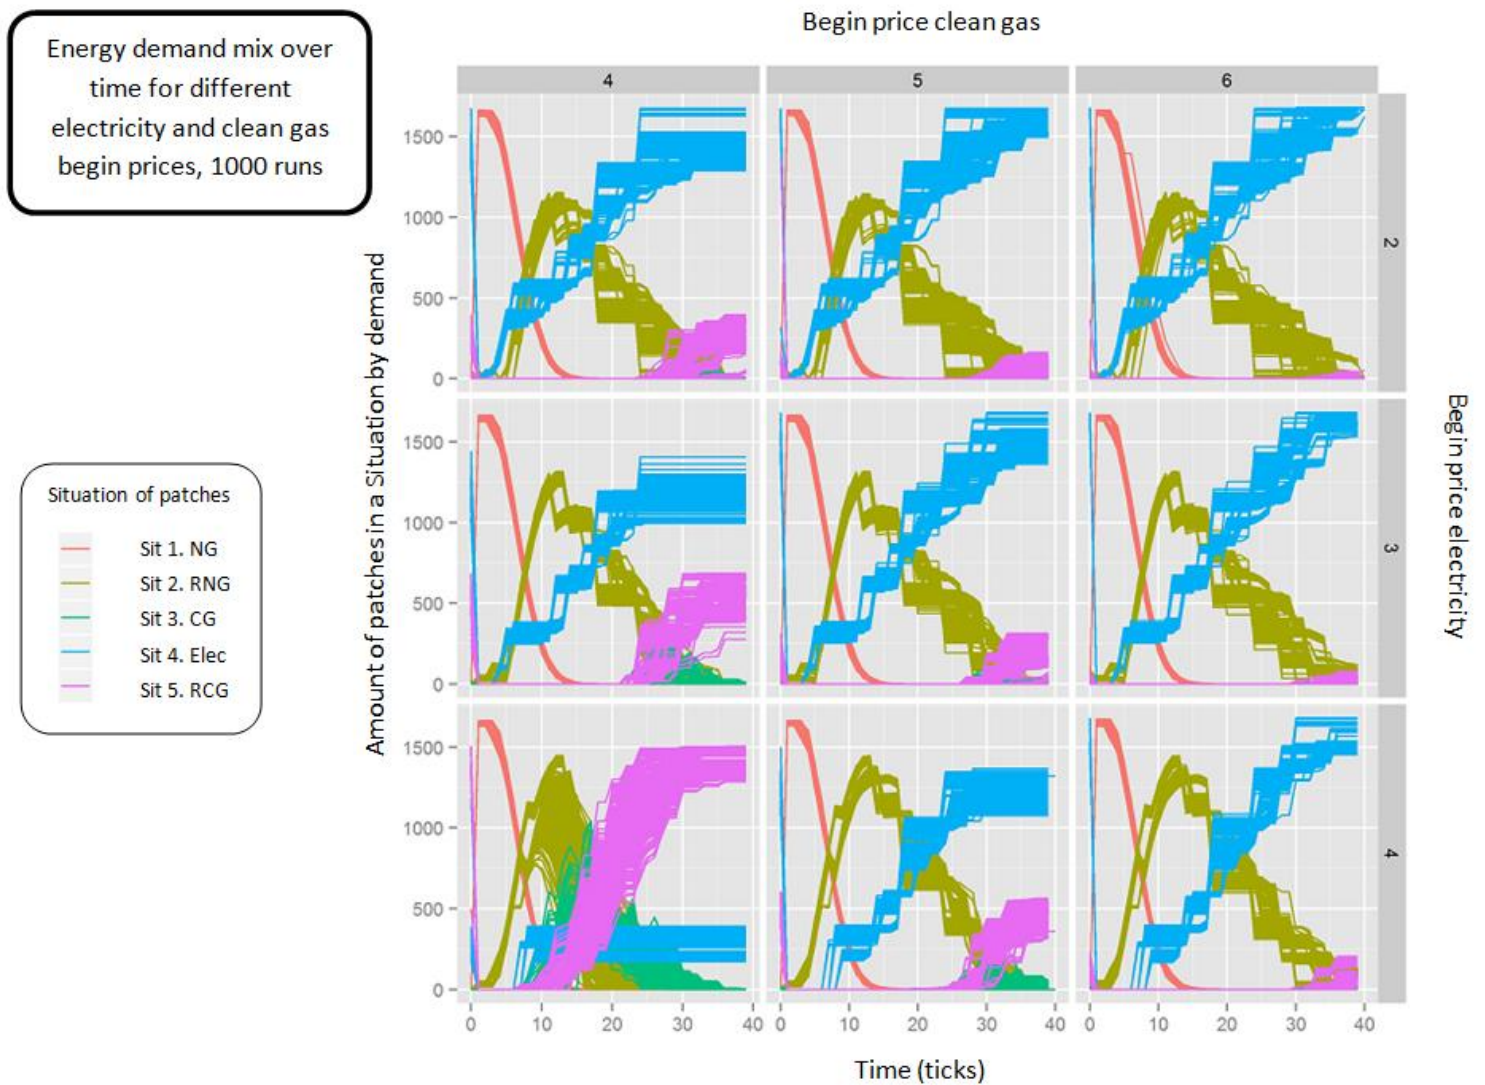 Begin price clean gas
Energy demand mix over
time for different
electricity and clean gas
begin prices, 1000 runs
4
5
6
Amount of patches in a Situation by demand
1500
1000
500
0
2
1500
1000
500
0
3
1500
1000
500
0
4
Begin price electricity
Situation of patches
Sit 1. NG
Sit 2. RNG
Sit 3. CG
Sit 4. Elec
Sit 5. RCG
0 10 20 30 40 0 10 20 30 40 0 10 20 30 40
Time (ticks)